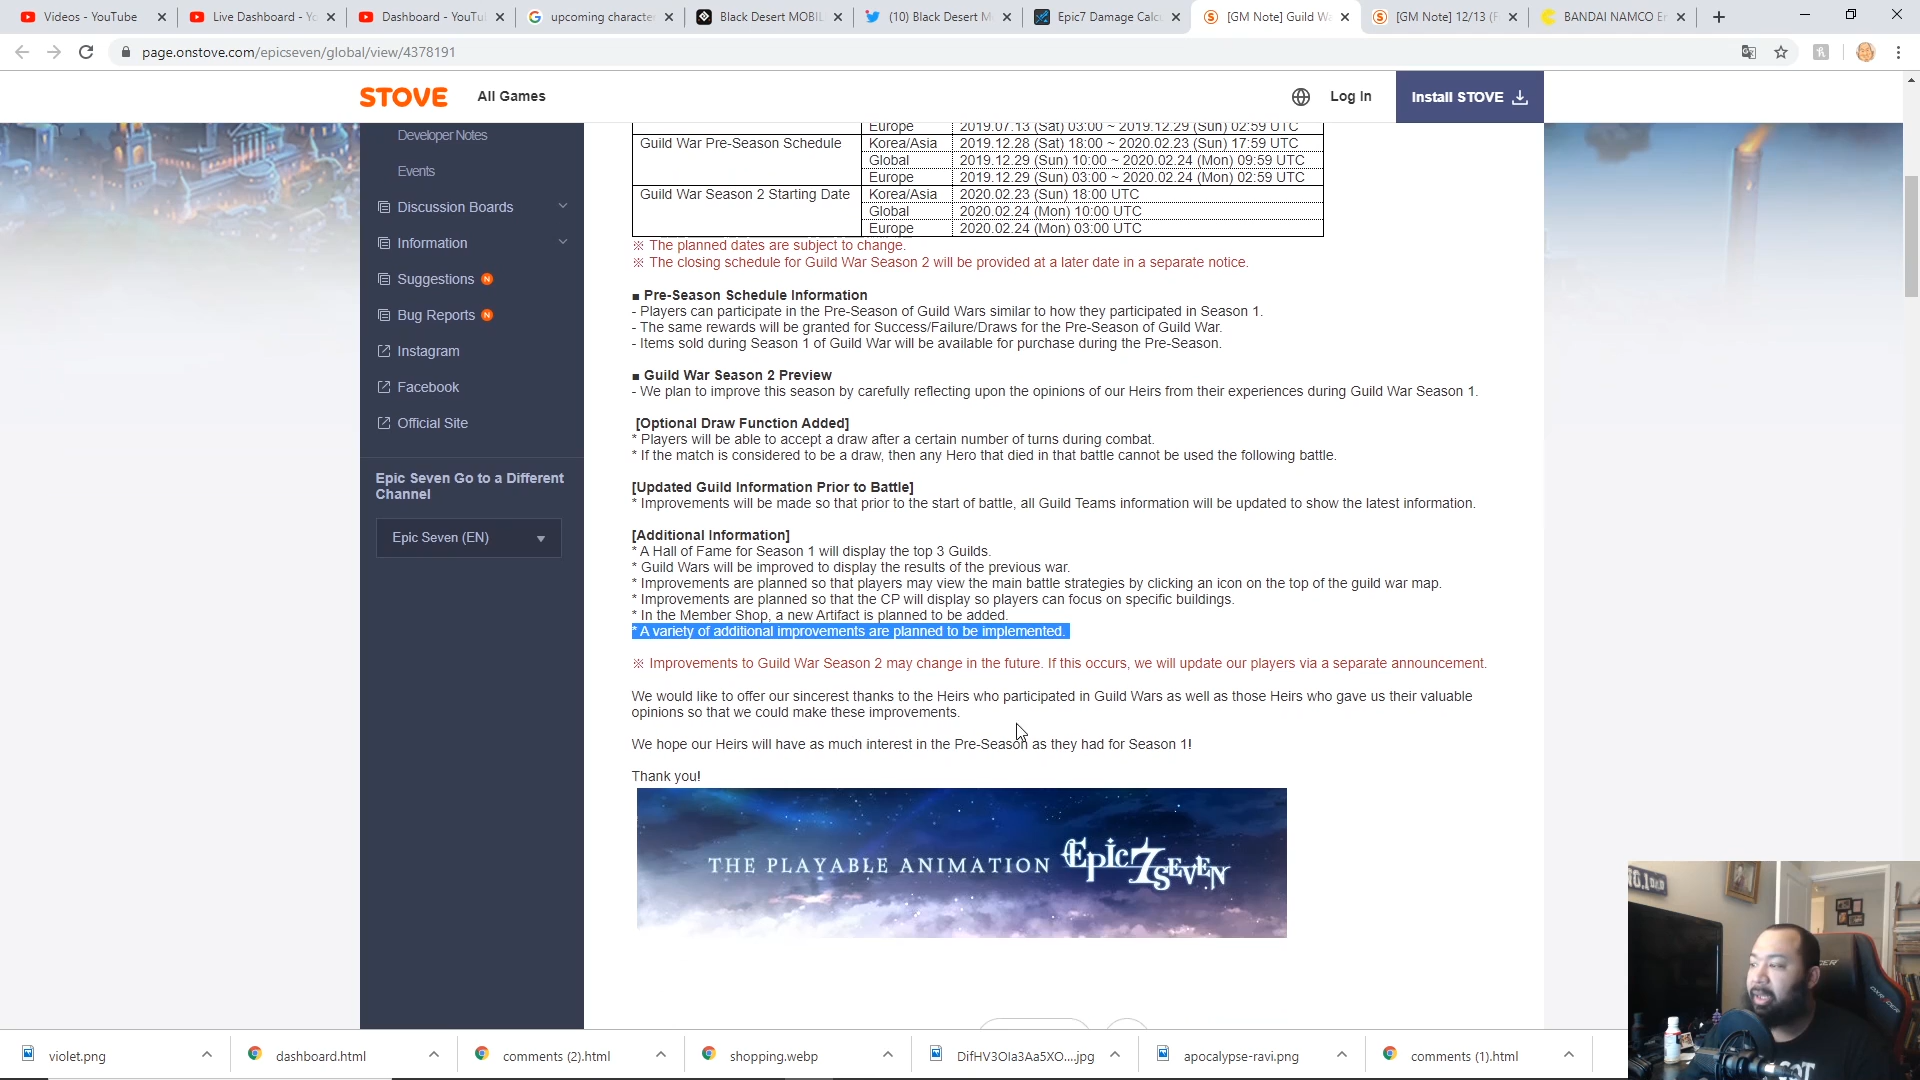 Videos - YouTube
Live Dashboard - Yo
Dashboard - YouTu
upcoming characte
Black Desert MOBIL
(10) Black Desert M
Epic7 Damage Calc
[GM Note] Guild Wa
[GM Note] 12/13 (F
BANDAI NAMCO En
page.onstove.com/epicseven/global/view/4378191
STOVE
All Games
Log In
Install STOVE
Developer Notes
Events
Discussion Boards
Information
Suggestions N
Bug Reports N
Instagram
Facebook
Official Site
Epic Seven Go to a Different
Channel
Epic Seven (EN)
Europe 2019.07.13 (Sat) 03:00 ~ 2019.12.29 (Sun) 02:59 UTC
Guild War Pre-Season Schedule Korea/Asia 2019.12.28 (Sat) 18:00 ~ 2020.02.23 (Sun) 17:59 UTC
Global 2019.12.29 (Sun) 10:00 ~ 2020.02.24 (Mon) 09:59 UTC
Europe 2019.12.29 (Sun) 03:00 ~ 2020.02.24 (Mon) 02:59 UTC
Guild War Season 2 Starting Date Korea/Asia 2020.02.23 (Sun) 18:00 UTC
Global 2020.02.24 (Mon) 10:00 UTC
Europe 2020.02.24 (Mon) 03:00 UTC
※ The planned dates are subject to change.
※ The closing schedule for Guild War Season 2 will be provided at a later date in a separate notice.
■ Pre-Season Schedule Information
- Players can participate in the Pre-Season of Guild Wars similar to how they participated in Season 1.
- The same rewards will be granted for Success/Failure/Draws for the Pre-Season of Guild War.
- Items sold during Season 1 of Guild War will be available for purchase during the Pre-Season.
■ Guild War Season 2 Preview
- We plan to improve this season by carefully reflecting upon the opinions of our Heirs from their experiences during Guild War Season 1.
[Optional Draw Function Added]
* Players will be able to accept a draw after a certain number of turns during combat.
* If the match is considered to be a draw, then any Hero that died in that battle cannot be used the following battle.
[Updated Guild Information Prior to Battle]
* Improvements will be made so that prior to the start of battle, all Guild Teams information will be updated to show the latest information.
[Additional Information]
* A Hall of Fame for Season 1 will display the top 3 Guilds.
* Guild Wars will be improved to display the results of the previous war.
* Improvements are planned so that players may view the main battle strategies by clicking an icon on the top of the guild war map.
* Improvements are planned so that the CP will display so players can focus on specific buildings.
* In the Member Shop, a new Artifact is planned to be added.
* A variety of additional improvements are planned to be implemented.
※ Improvements to Guild War Season 2 may change in the future. If this occurs, we will update our players via a separate announcement.
We would like to offer our sincerest thanks to the Heirs who participated in Guild Wars as well as those Heirs who gave us their valuable
opinions so that we could make these improvements.
We hope our Heirs will have as much interest in the Pre-Season as they had for Season 1!
Thank you!
THE PLAYABLE ANIMATION Epic Seven
NO.1 DAD
violet.png
dashboard.html
comments (2).html
shopping.webp
DifHV3OIa3Aa5XO....jpg
apocalypse-ravi.png
comments (1).html